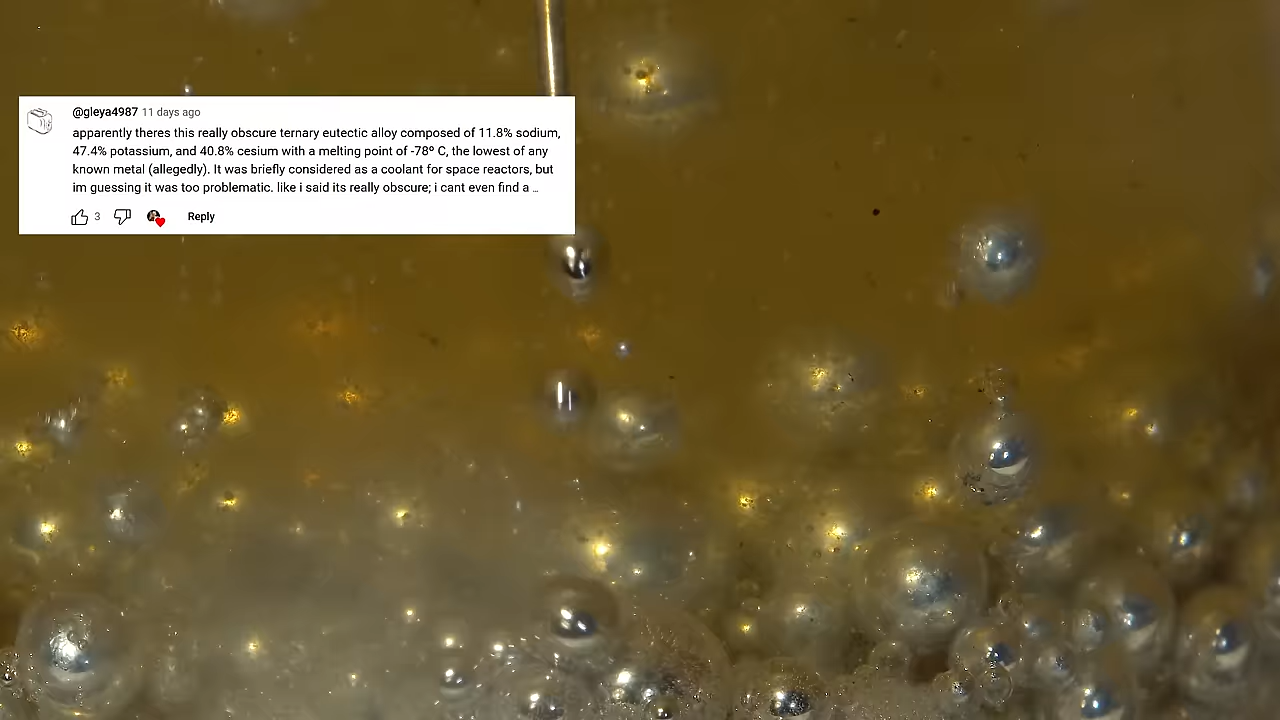 @gleya4987 11 days ago
apparently theres this really obscure ternary eutectic alloy composed of 11.8% sodium,
47.4% potassium, and 40.8% cesium with a melting point of -78º C, the lowest of any
known metal (allegedly). It was briefly considered as a coolant for space reactors, but
im guessing it was too problematic. like i said its really obscure; i cant even find a ...
3
Reply